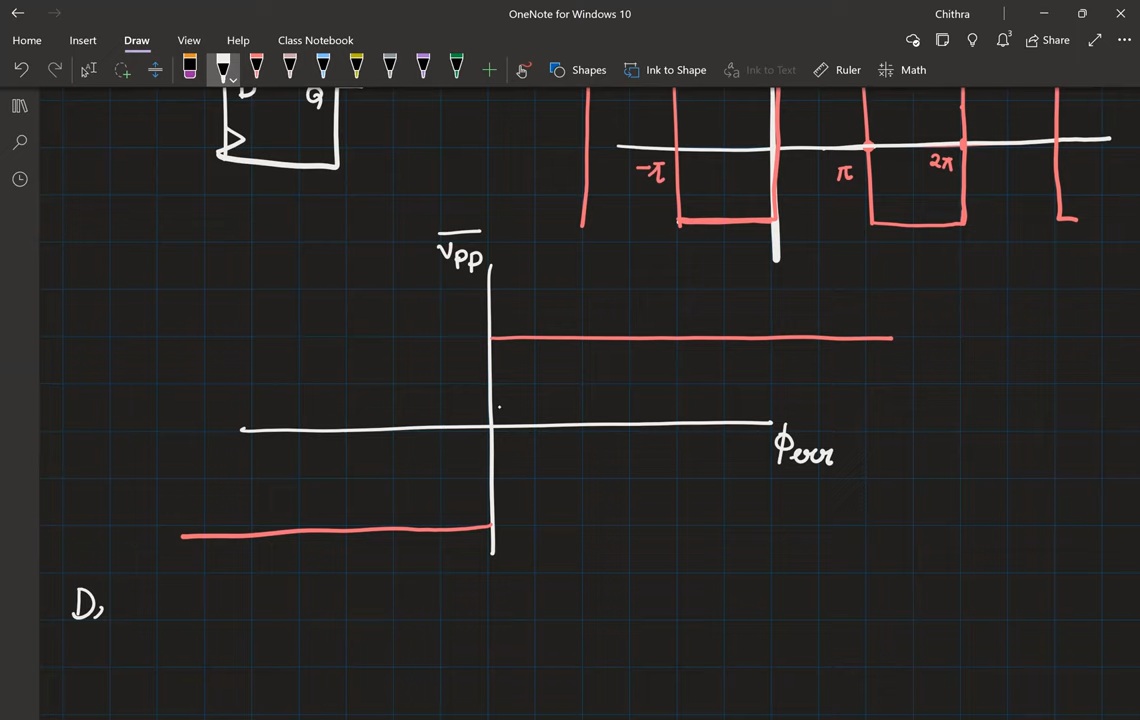 OneNote for Windows 10
Chithra
Home Insert Draw View Help Class Notebook
Share
Shapes Ink to Shape Ink to Text Ruler Math
D Q
-π π 2π
V̅P̅P̅
ϕerr
D,